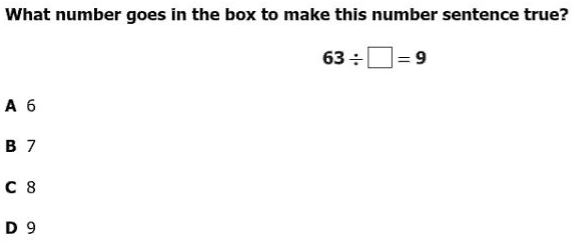 What number goes in the box to make this number sentence true?
63 ÷ □ = 9
A 6
B 7
C 8
D 9